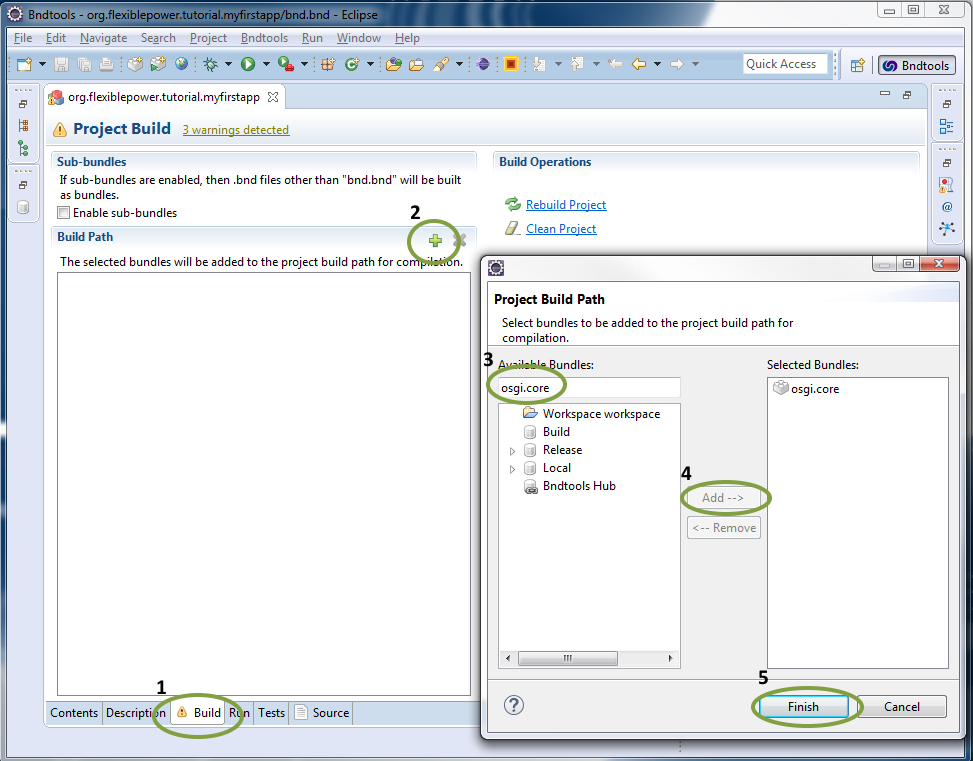 Bndtools - org.flexiblepower.tutorial.myfirstapp/bnd.bnd - Eclipse
File Edit Navigate Search Project Bndtools Run Window Help
Quick Access
Bndtools
org.flexiblepower.tutorial.myfirstapp
Project Build 3 warnings detected
Sub-bundles
If sub-bundles are enabled, then .bnd files other than "bnd.bnd" will be built
as bundles.
Enable sub-bundles
2
Build Path
The selected bundles will be added to the project build path for compilation.
Build Operations
Rebuild Project
Clean Project
Project Build Path
Select bundles to be added to the project build path for
compilation.
3
Available Bundles:
osgi.core
Workspace workspace
Build
Release
Local
Bndtools Hub
4
Add -->
<-- Remove
Selected Bundles:
osgi.core
5
Finish
Cancel
1
Contents Description Build Run Tests Source